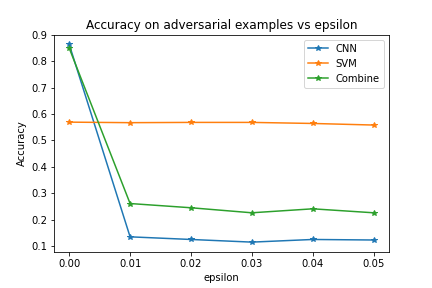 Accuracy on adversarial examples vs epsilon
0.9
0.8
0.7
0.6
0.5
0.4
0.3
0.2
0.1
Accuracy
CNN
SVM
Combine
0.00 0.01 0.02 0.03 0.04 0.05
epsilon